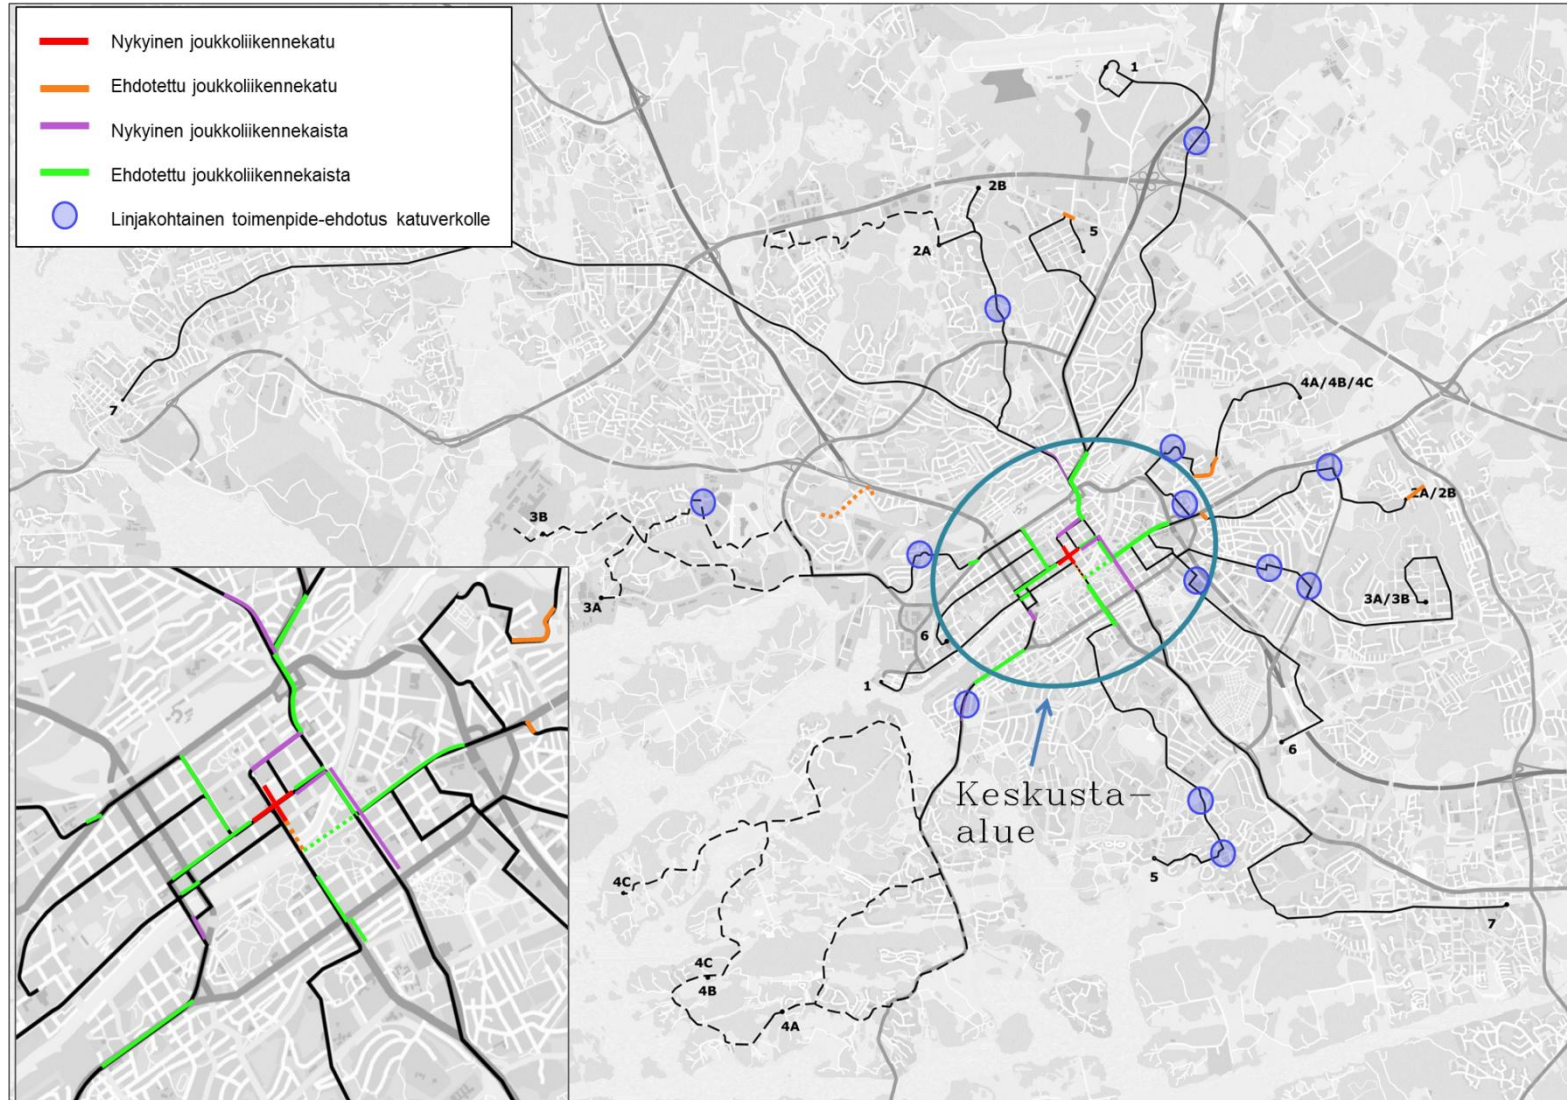 Nykyinen joukkoliikennekatu
Ehdotettu joukkoliikennekatu
Nykyinen joukkoliikennekaista
Ehdotettu joukkoliikennekaista
Linjakohtainen toimenpide-ehdotus katuverkolle
1
2B
2A
5
7
4A/4B/4C
2A/2B
3B
3A
3A/3B
6
1
6
Keskusta-
alue
5
7
4C
4C
4B
4A